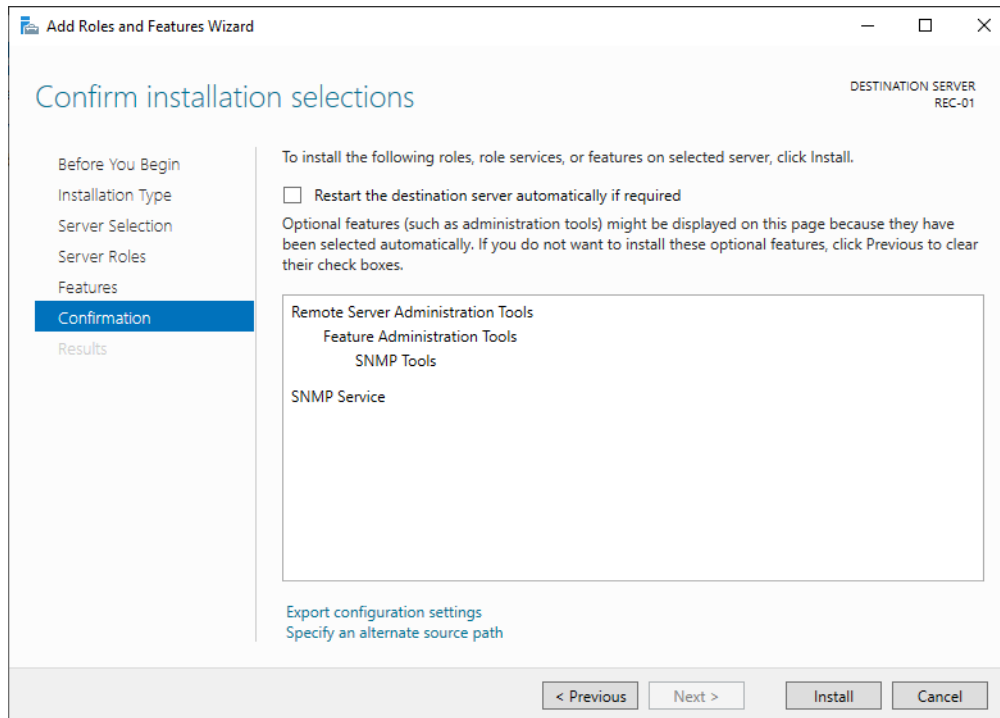 Add Roles and Features Wizard
Confirm installation selections
DESTINATION SERVER
REC-01
Before You Begin
Installation Type
Server Selection
Server Roles
Features
Confirmation
Results
To install the following roles, role services, or features on selected server, click Install.
Restart the destination server automatically if required
Optional features (such as administration tools) might be displayed on this page because they have
been selected automatically. If you do not want to install these optional features, click Previous to clear
their check boxes.
Remote Server Administration Tools
Feature Administration Tools
SNMP Tools
SNMP Service
Export configuration settings
Specify an alternate source path
< Previous
Next >
Install
Cancel